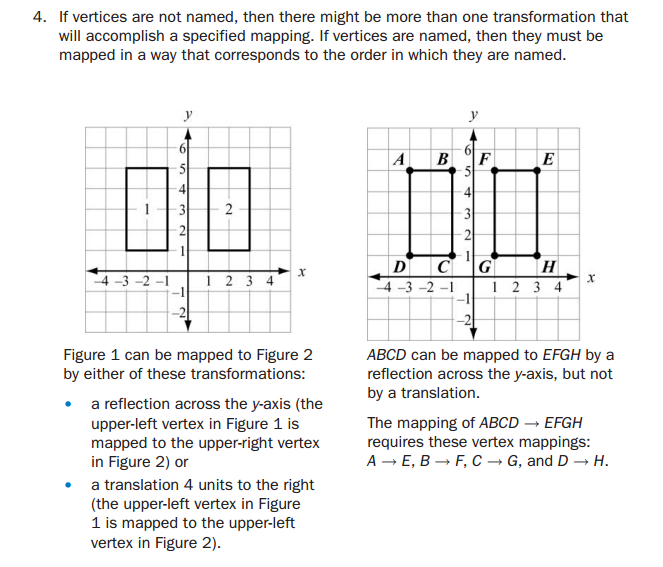 4. If vertices are not named, then there might be more than one transformation that
will accomplish a specified mapping. If vertices are named, then they must be
mapped in a way that corresponds to the order in which they are named.
y
6
5
4
1 3 2
2
1
x
–4 –3 –2 –1 1 2 3 4
–1
–2
Figure 1 can be mapped to Figure 2
by either of these transformations:
• a reflection across the y-axis (the
upper-left vertex in Figure 1 is
mapped to the upper-right vertex
in Figure 2) or
• a translation 4 units to the right
(the upper-left vertex in Figure
1 is mapped to the upper-left
vertex in Figure 2).
y
6
A B F E
5
4
3
2
1
D C G H
x
–4 –3 –2 –1 1 2 3 4
–1
–2
ABCD can be mapped to EFGH by a
reflection across the y-axis, but not
by a translation.
The mapping of ABCD → EFGH
requires these vertex mappings:
A → E, B → F, C → G, and D → H.